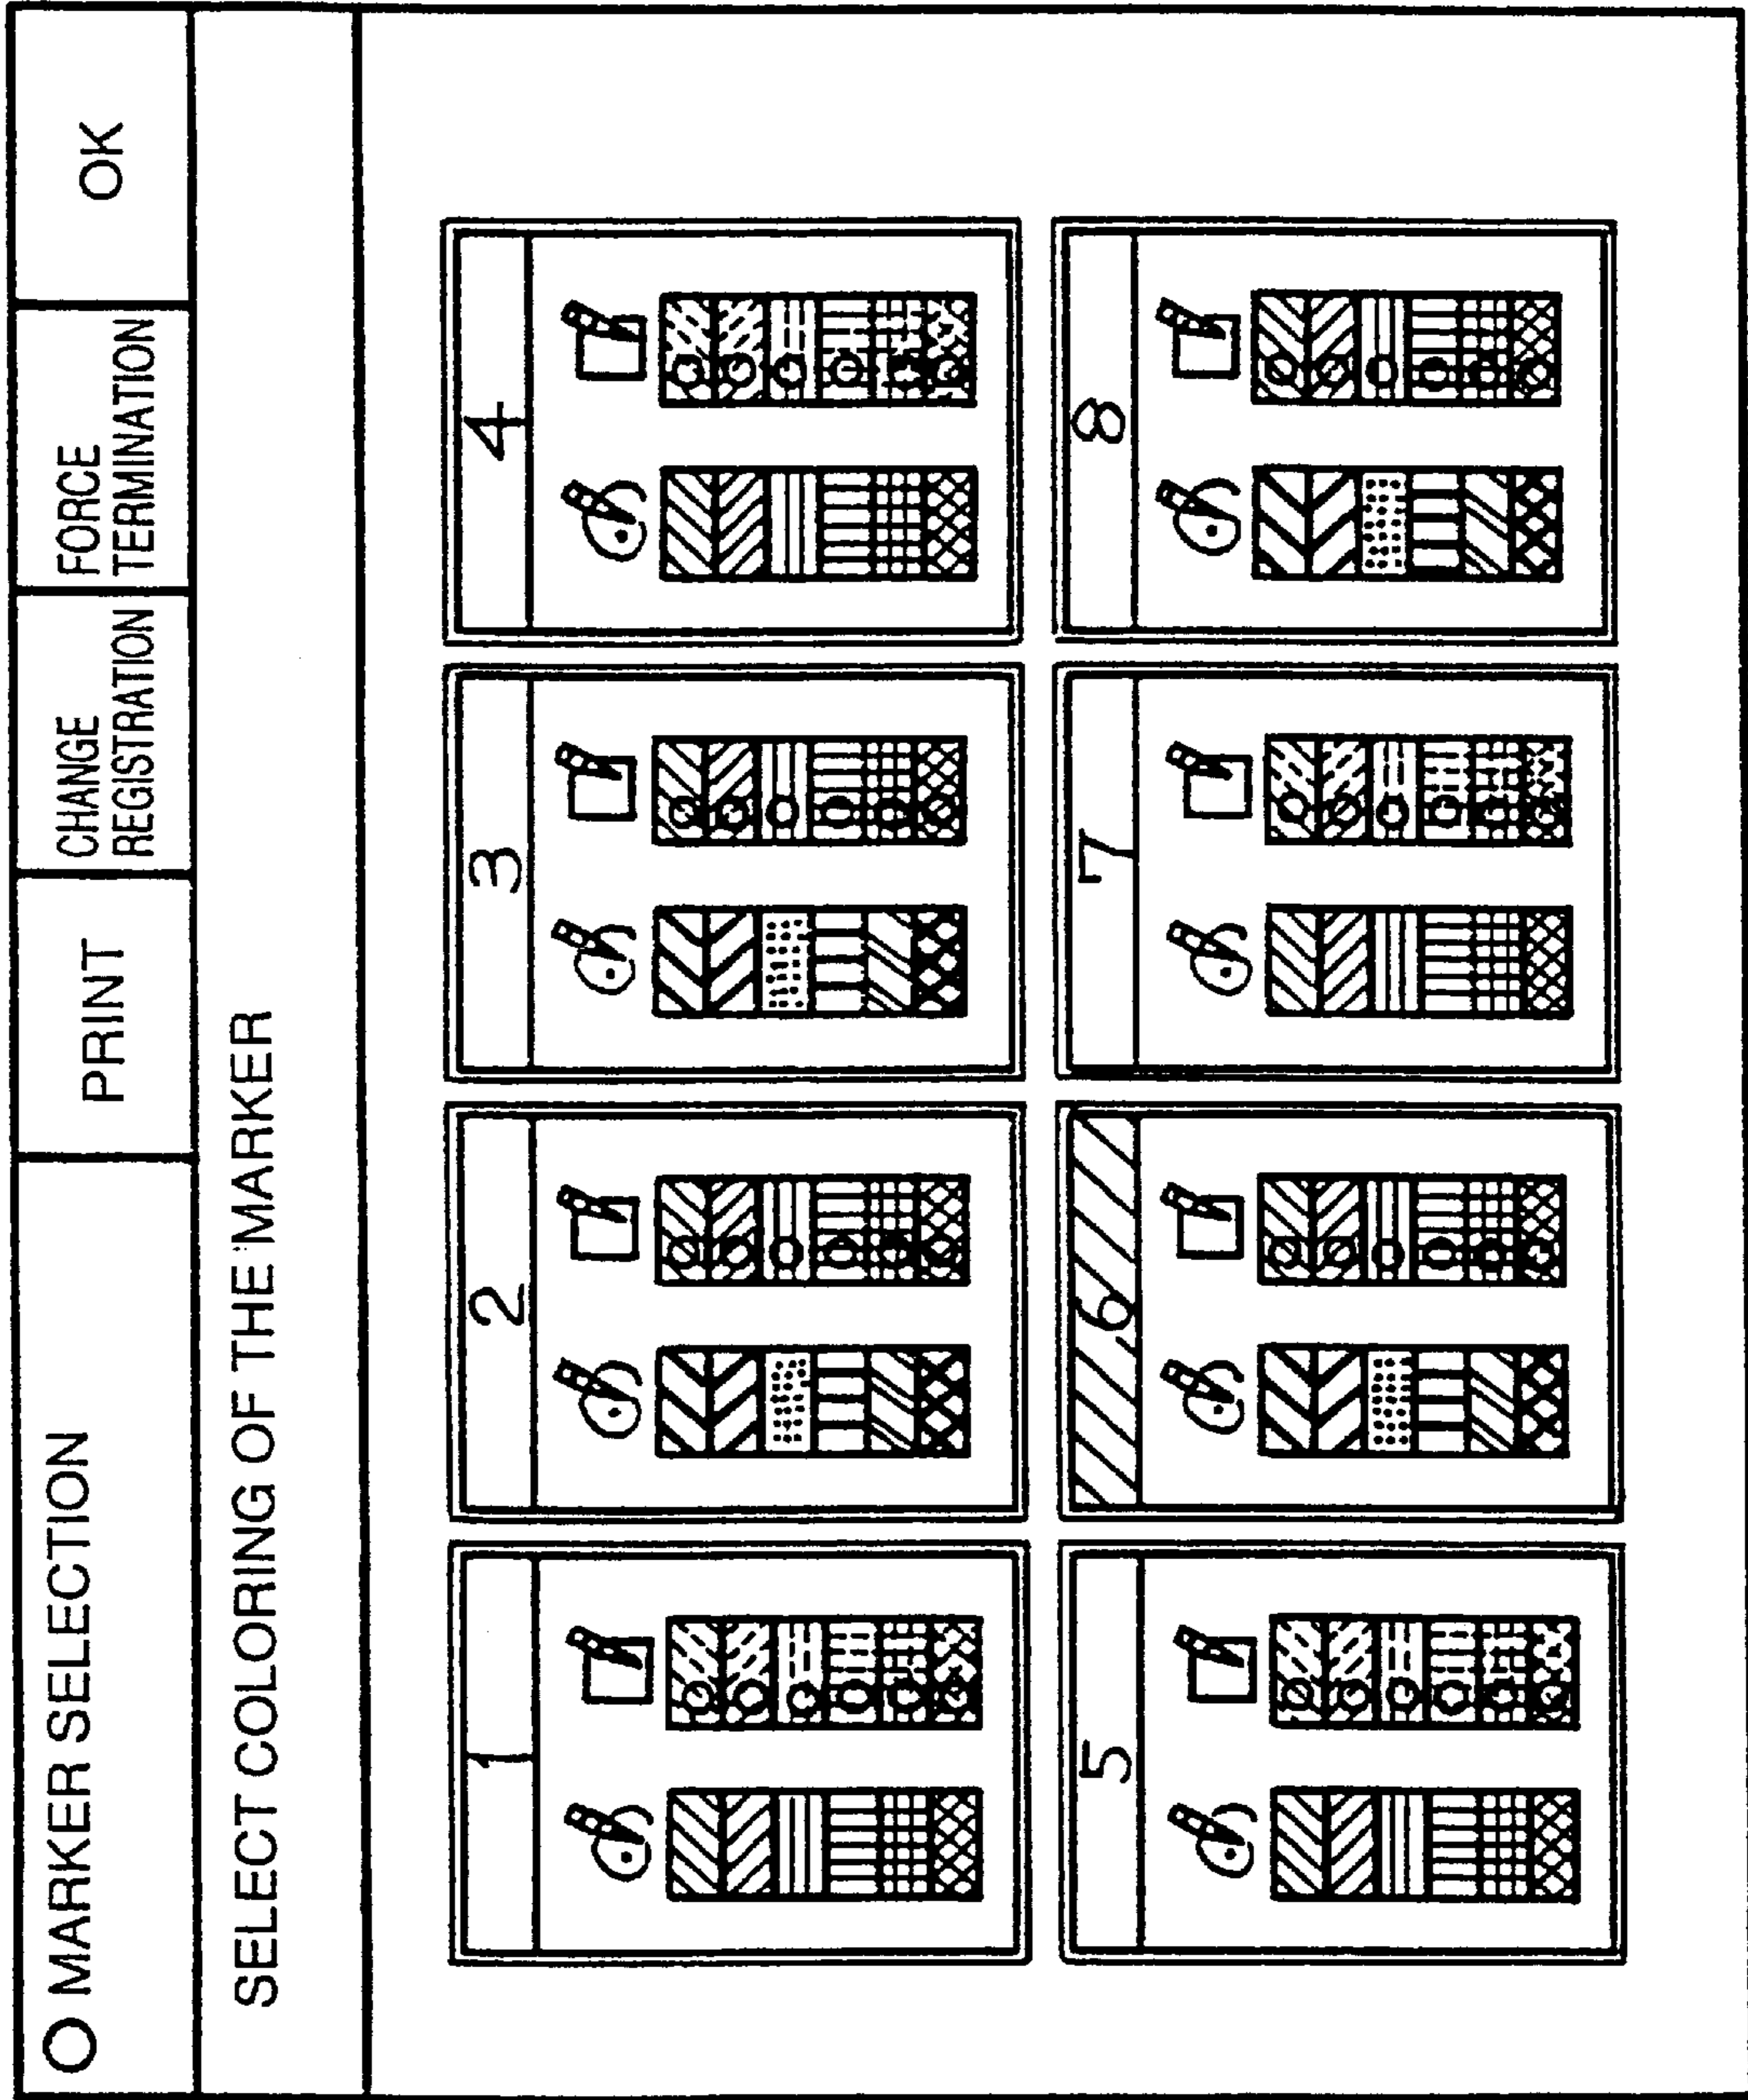 ○ MARKER SELECTION
PRINT
CHANGE
REGISTRATION
FORCE
TERMINATION
OK
SELECT COLORING OF THE MARKER
1
2
3
4
5
6
7
8